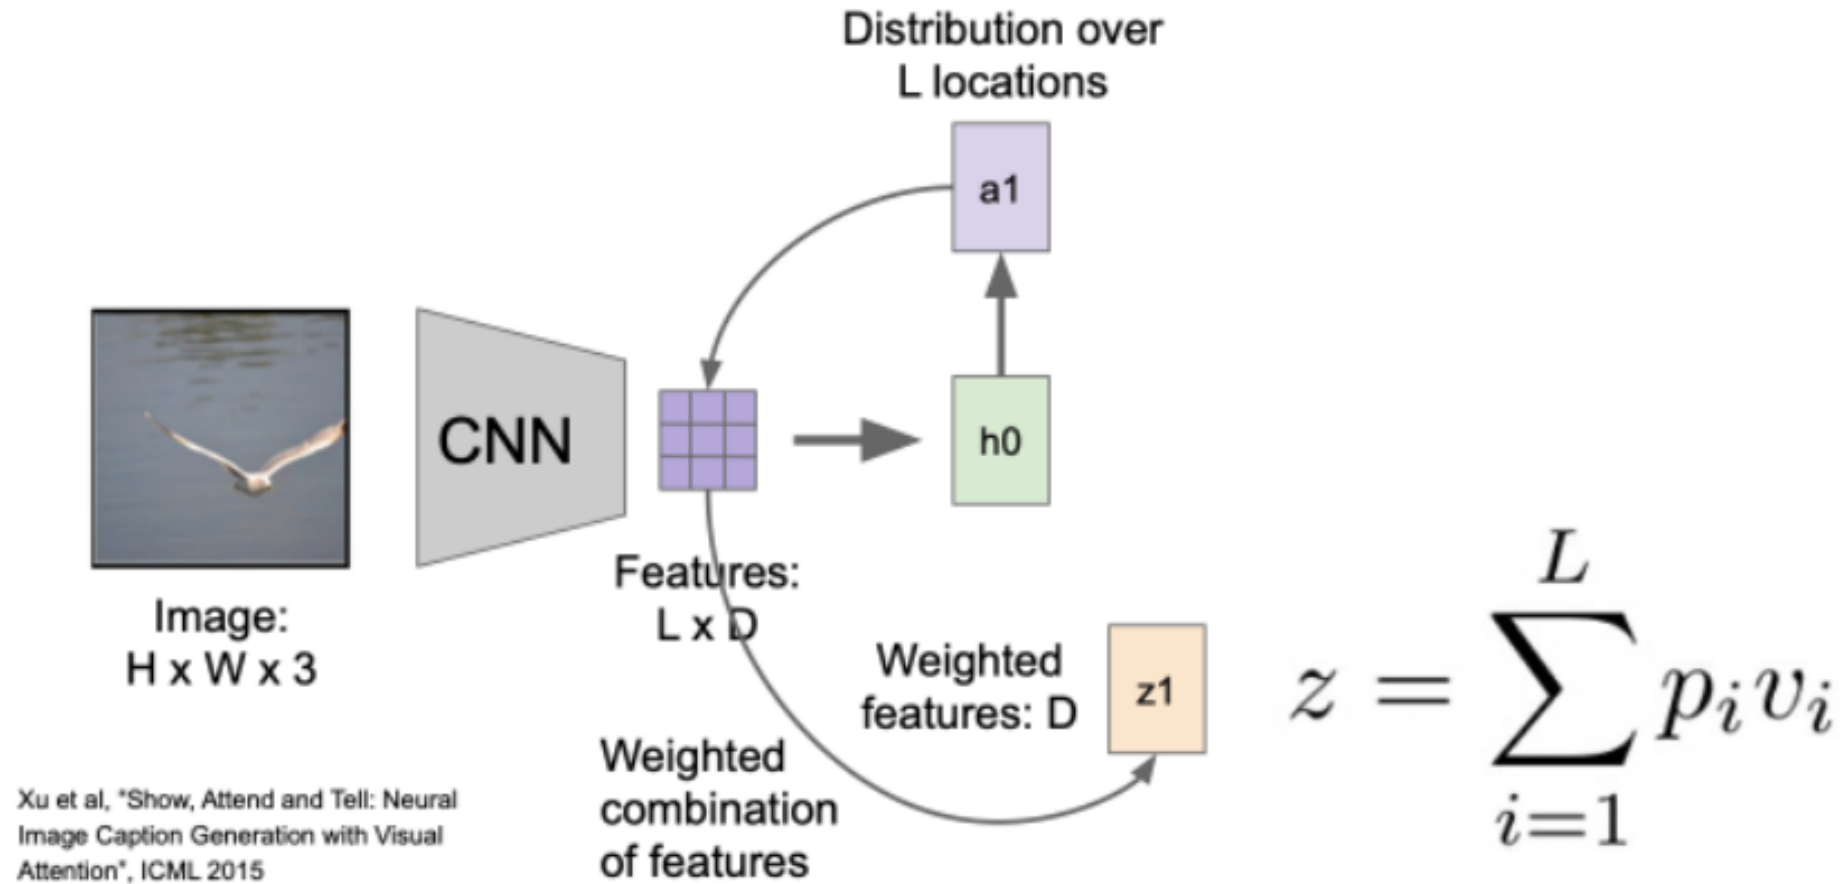 Distribution over
L locations
a1
CNN
h0
Features:
L x D
Image:
H x W x 3
Weighted
features: D
z1
z = \sum_{i=1}^{L} p_i v_i
Weighted
combination
of features
Xu et al, "Show, Attend and Tell: Neural
Image Caption Generation with Visual
Attention", ICML 2015